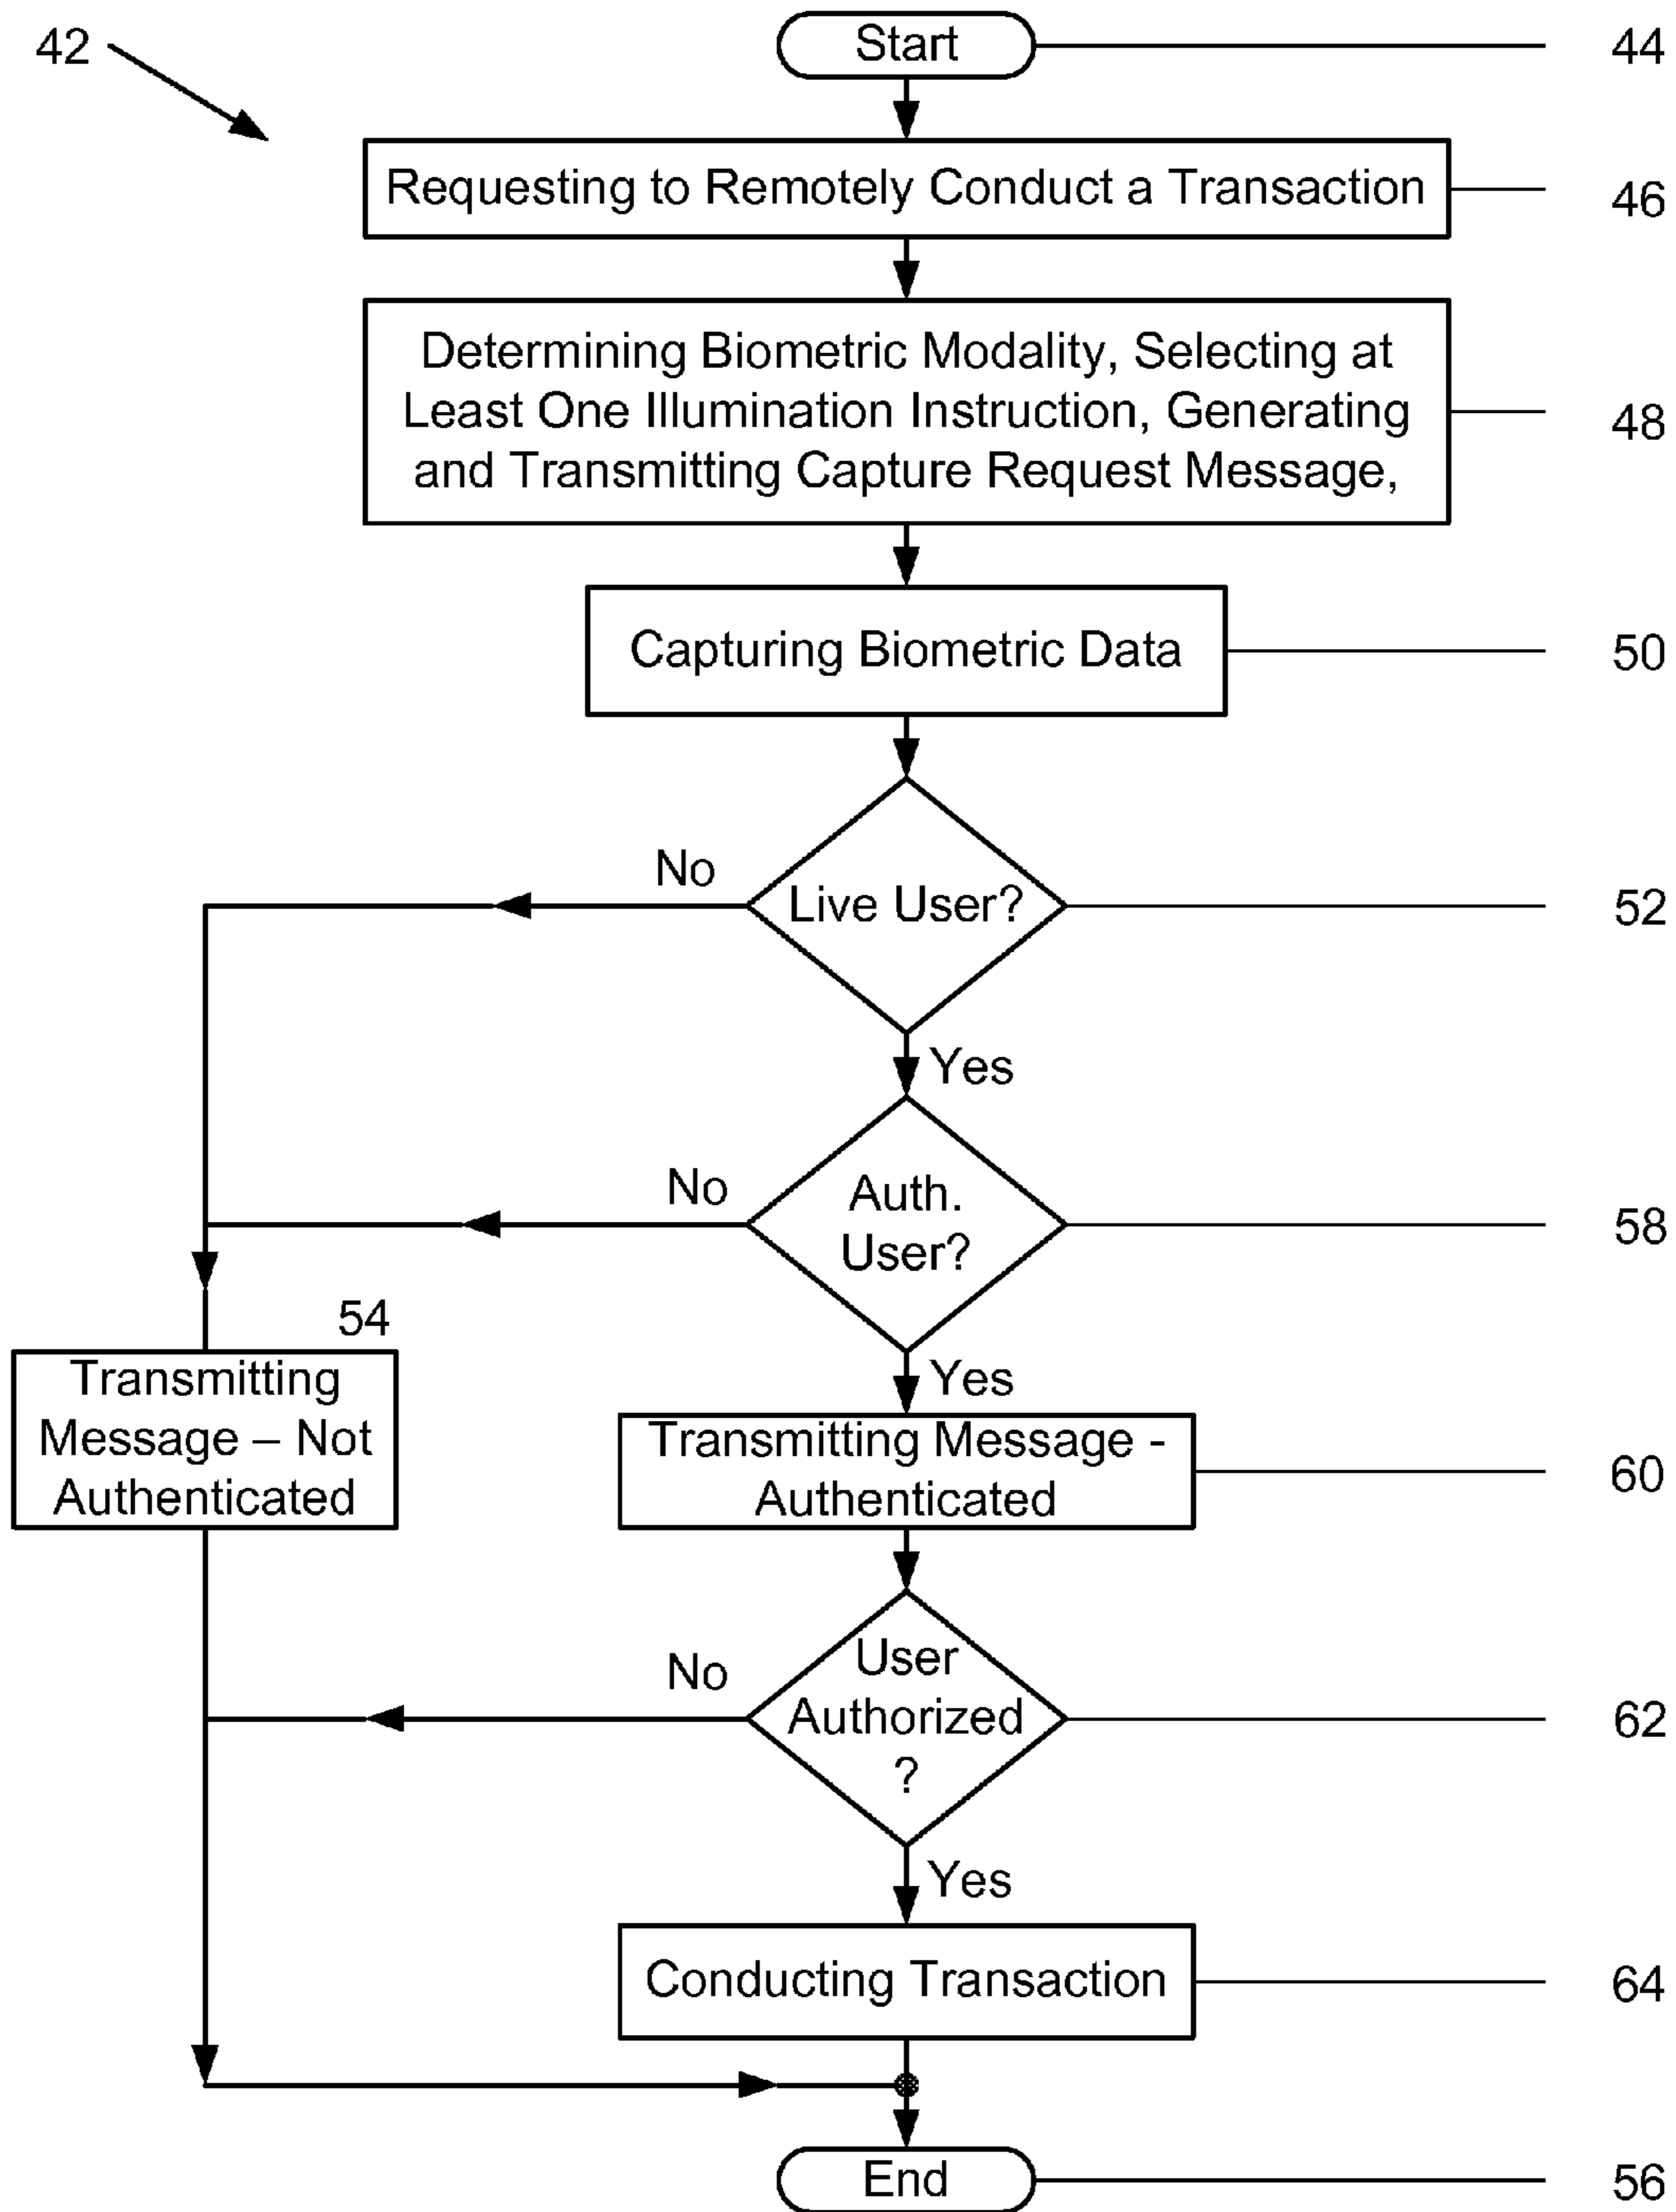 42
Start
44
Requesting to Remotely Conduct a Transaction
46
Determining Biometric Modality, Selecting at
Least One Illumination Instruction, Generating
and Transmitting Capture Request Message,
48
Capturing Biometric Data
50
No
Live User?
52
Yes
No
Auth.
User?
58
54
Transmitting
Message – Not
Authenticated
Yes
Transmitting Message -
Authenticated
60
No
User
Authorized
?
62
Yes
Conducting Transaction
64
End
56